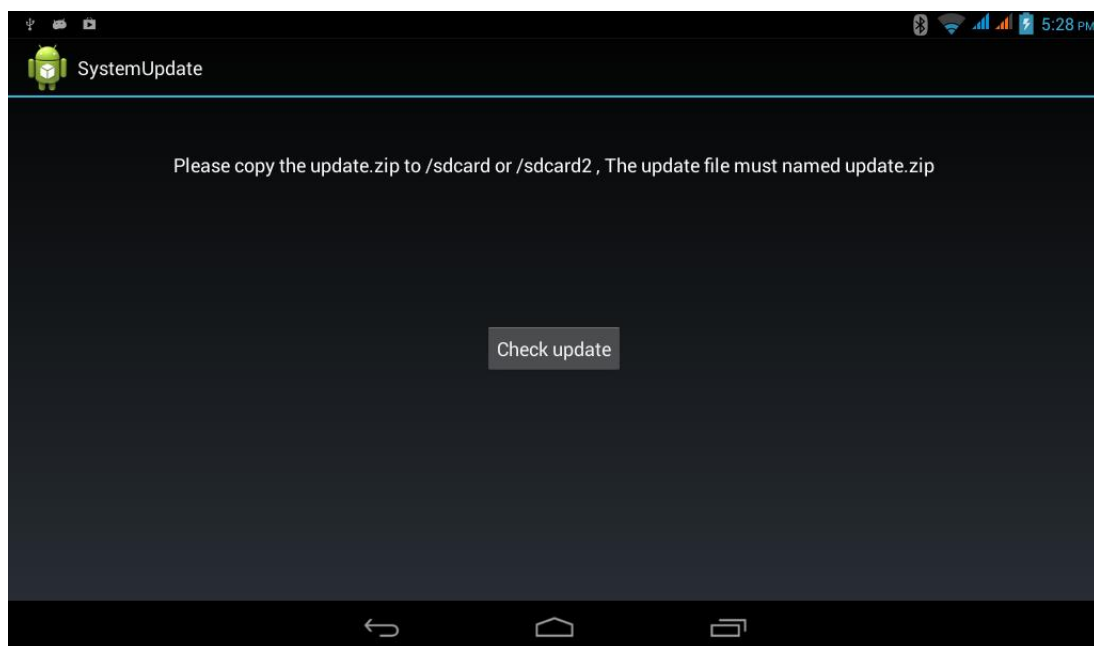 5:28 PM
SystemUpdate
Please copy the update.zip to /sdcard or /sdcard2 , The update file must named update.zip
Check update